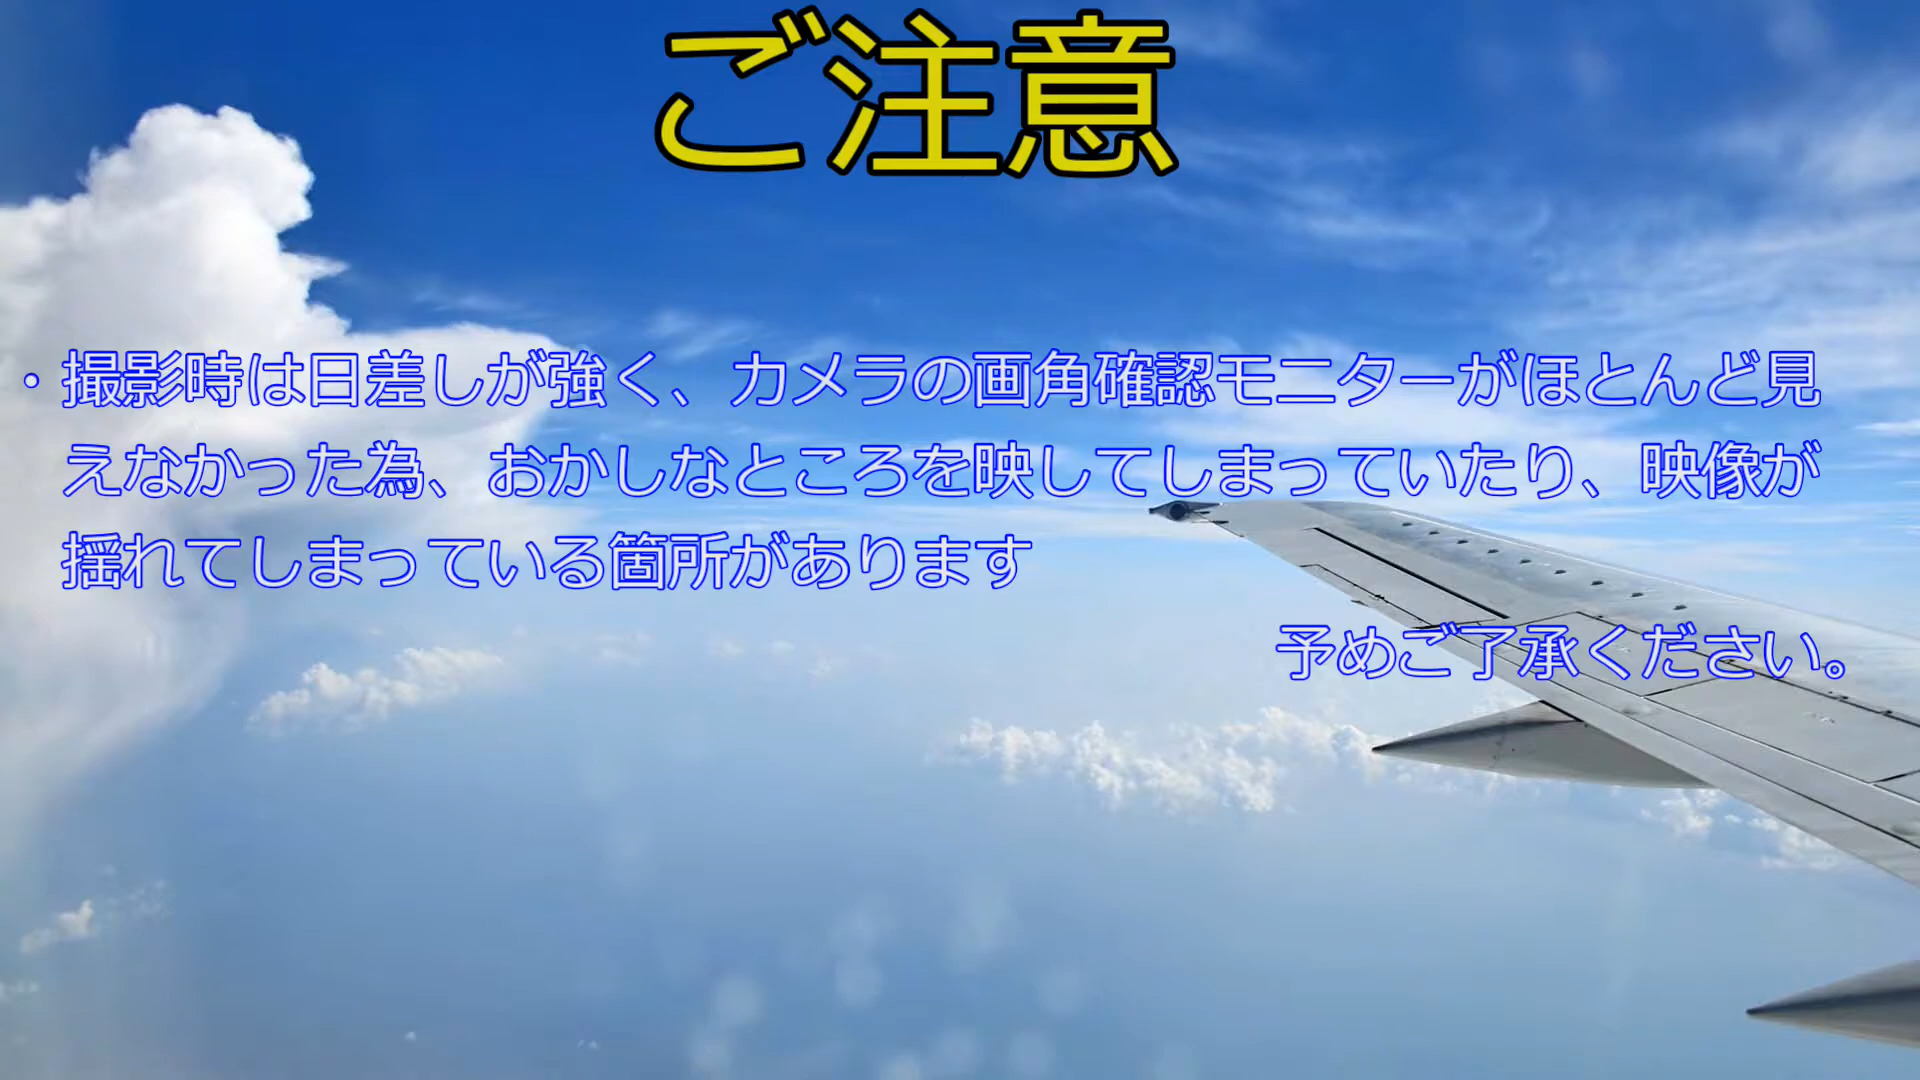 ご注意
・撮影時は日差しが強く、カメラの画角確認モニターがほとんど見
えなかった為、おかしなところを映してしまっていたり、映像が
揺れてしまっている箇所があります
予めご了承ください。